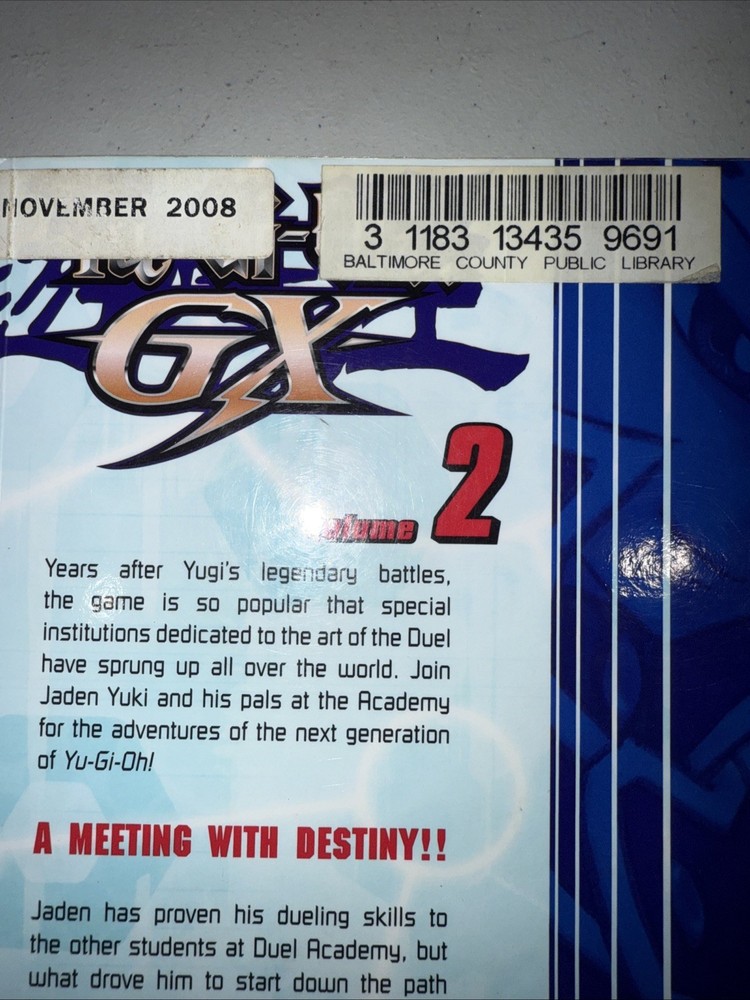 NOVEMBER 2008
3 1183 13435 9691
BALTIMORE COUNTY PUBLIC LIBRARY
GX
volume 2
Years after Yugi's legendary battles,
the game is so popular that special
institutions dedicated to the art of the Duel
have sprung up all over the world. Join
Jaden Yuki and his pals at the Academy
for the adventures of the next generation
of Yu-Gi-Oh!
A MEETING WITH DESTINY!!
Jaden has proven his dueling skills to
the other students at Duel Academy, but
what drove him to start down the path